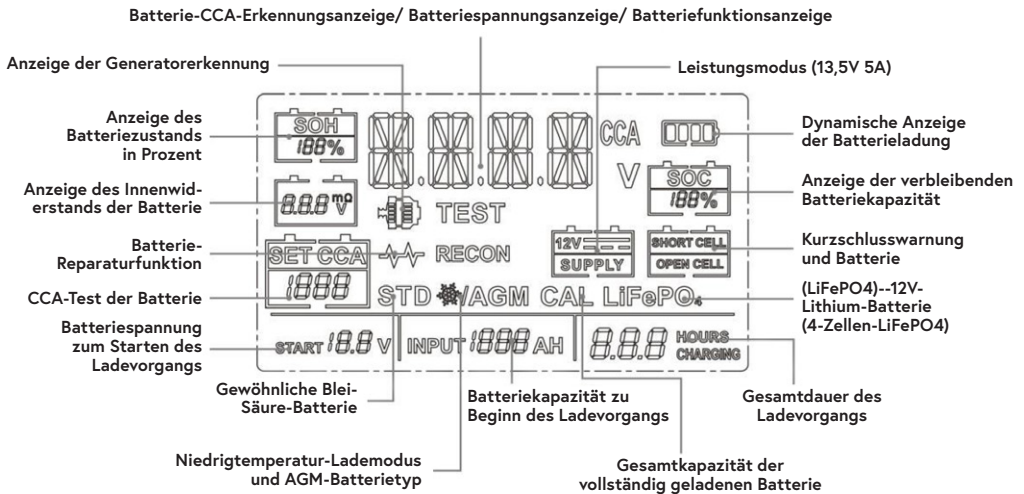 Batterie-CCA-Erkennungsanzeige/ Batteriespannungsanzeige/ Batteriefunktionsanzeige
Anzeige der Generatorerkennung
Leistungsmodus (13,5V 5A)
Anzeige des
Batteriezustands
in Prozent
SOH
188%
CCA
V
Dynamische Anzeige
der Batterieladung
SOC
188%
Anzeige der verbleibenden
Batteriekapazität
Anzeige des Innenwid-
erstands der Batterie
8.8.8 mΩ
V
TEST
Batterie-
Reparaturfunktion
SET CCA
1888
RECON
12V
SUPPLY
SHORT CELL
OPEN CELL
Kurzschlusswarnung
und Batterie
CCA-Test der Batterie
STD ❄/AGM CAL LiFePO₄
(LiFePO4)--12V-
Lithium-Batterie
(4-Zellen-LiFePO4)
Batteriespannung
zum Starten des
Ladevorgangs
START 18.8 V INPUT 1888 AH 8.8.8 HOURS
CHARGING
Gewöhnliche Blei-
Säure-Batterie
Batteriekapazität zu
Beginn des Ladevorgangs
Gesamtdauer des
Ladevorgangs
Niedrigtemperatur-Lademodus
und AGM-Batterietyp
Gesamtkapazität der
vollständig geladenen Batterie